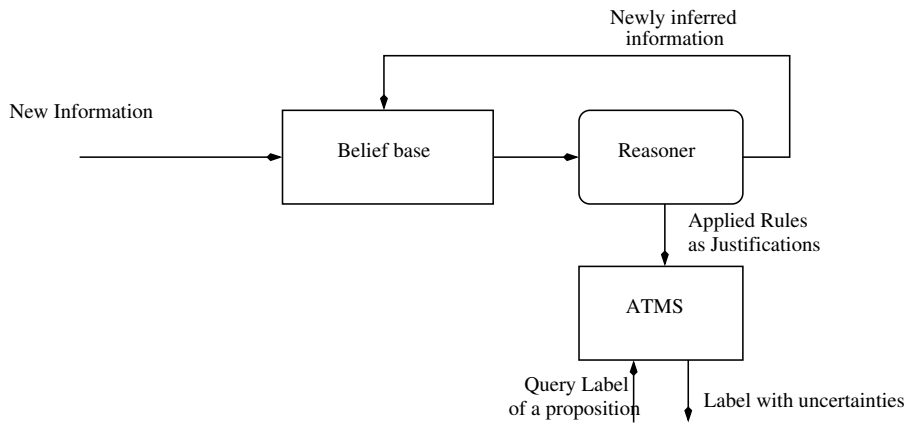 Newly inferred
information
New Information
Belief base
Reasoner
Applied Rules
as Justifications
ATMS
Query Label
of a proposition
Label with uncertainties